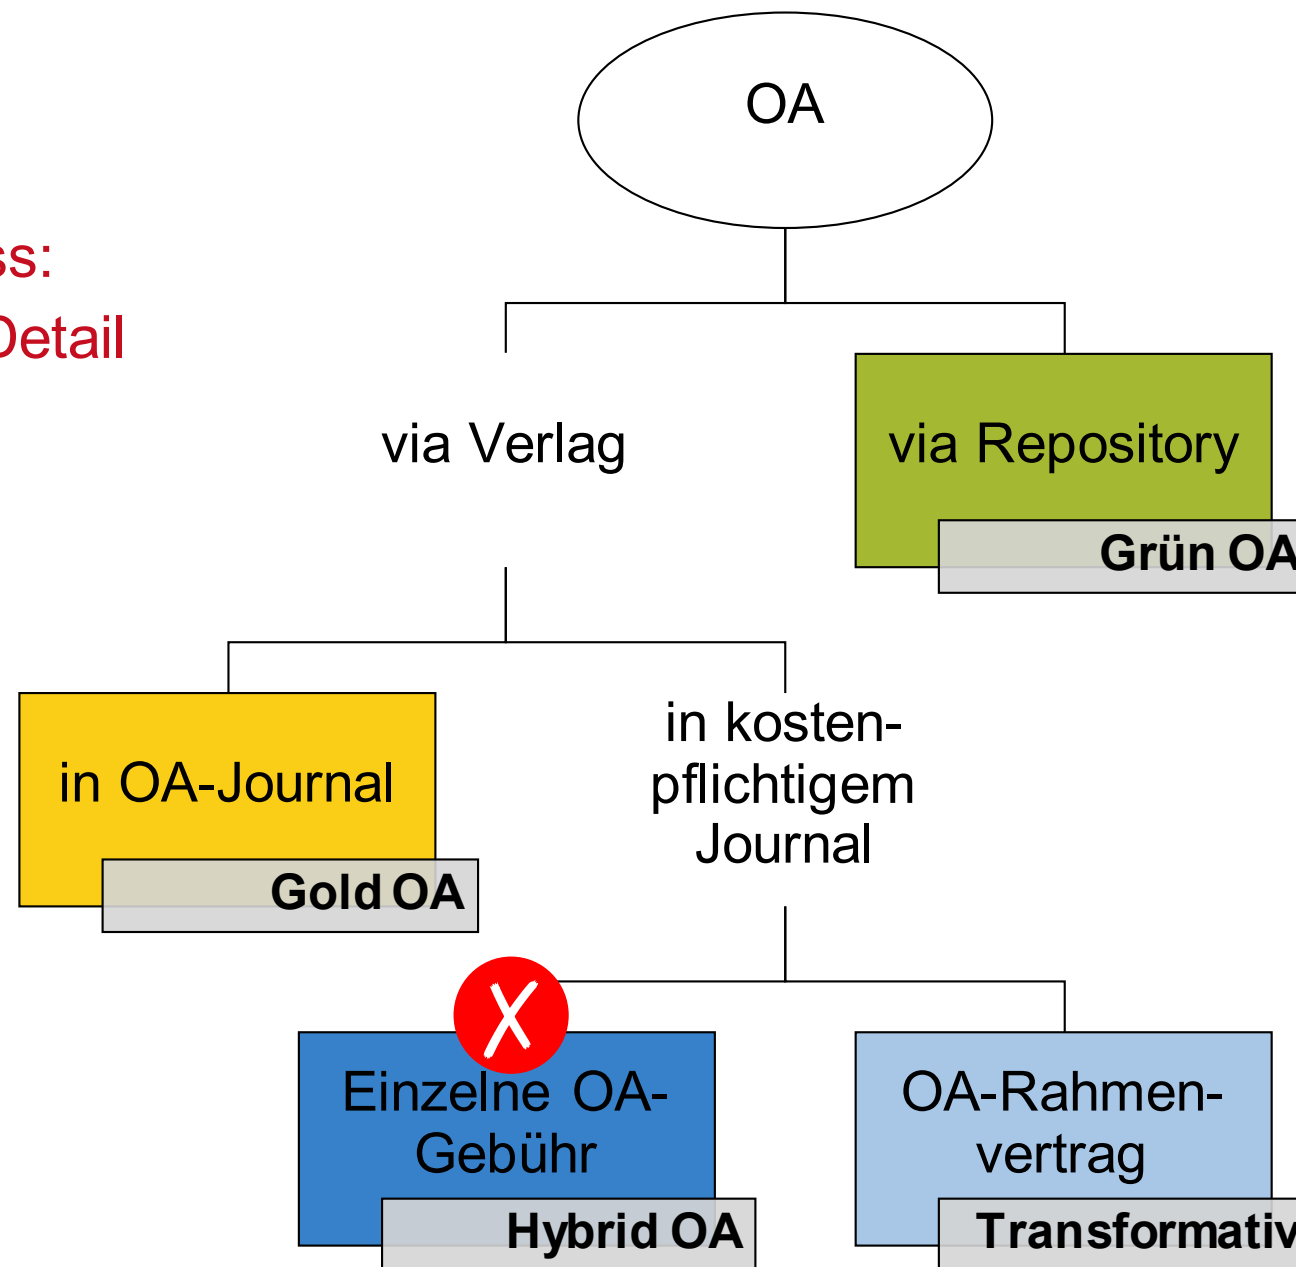 OA
ss:
Detail
via Verlag
via Repository
Grün OA
in OA-Journal
Gold OA
in kosten-
pflichtigem
Journal
Einzelne OA-
Gebühr
Hybrid OA
OA-Rahmen-
vertrag
Transformativ